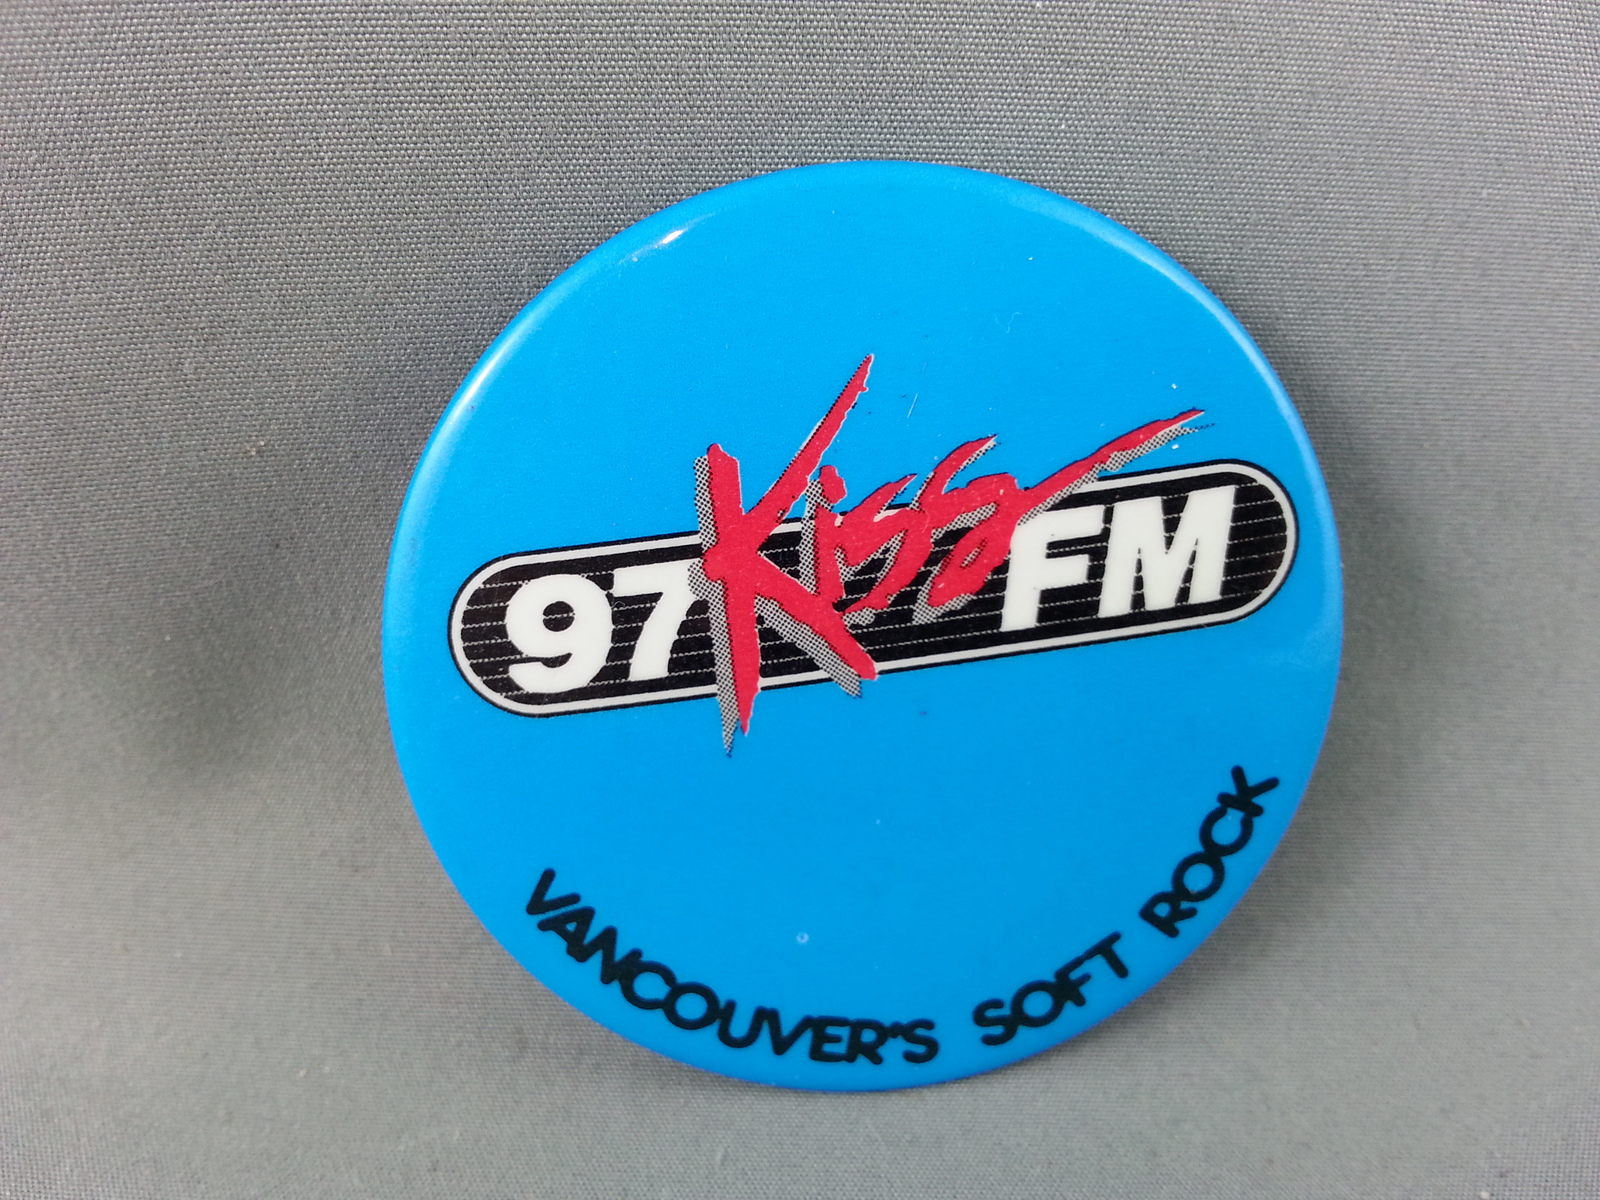 97 Kiss FM
VANCOUVER'S SOFT ROCK